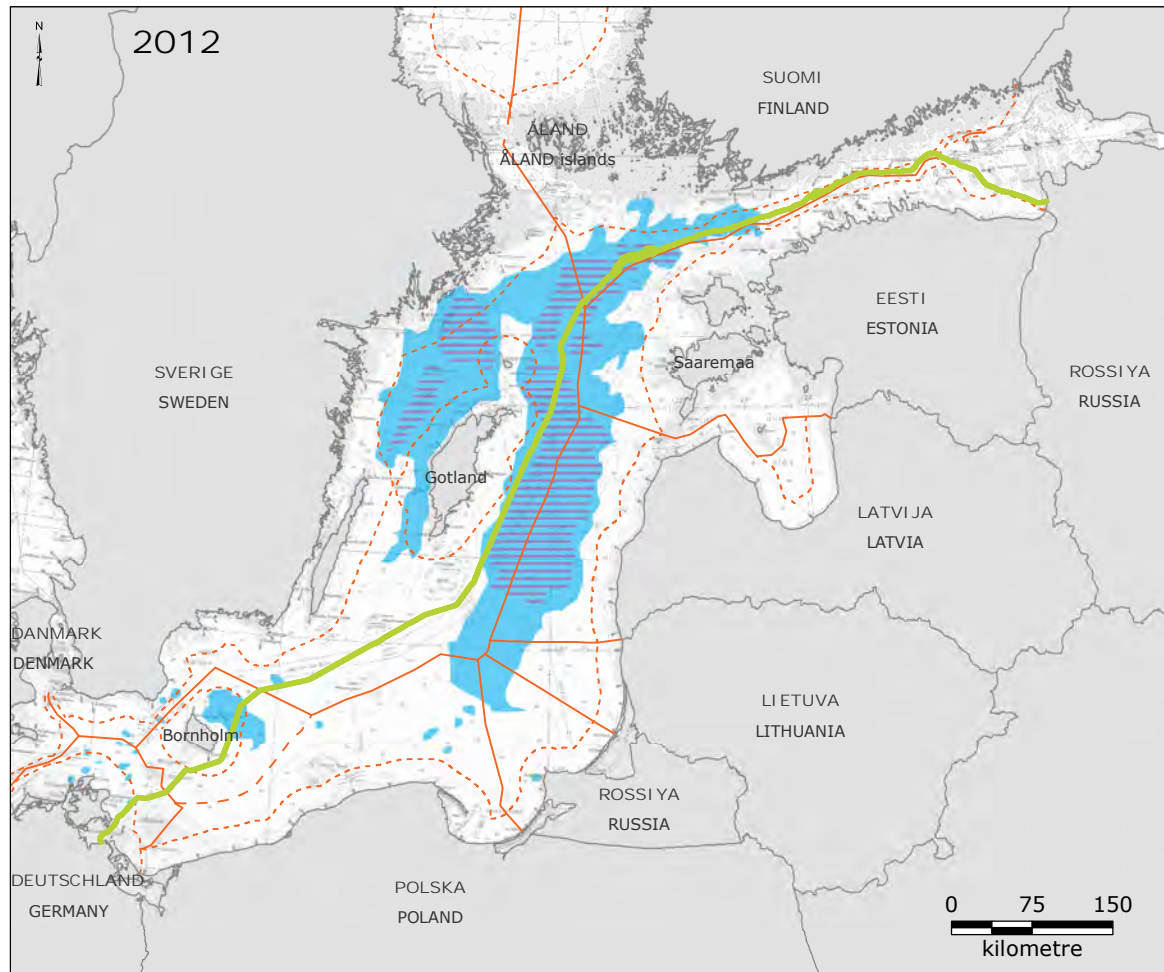 N
2012
SUOMI
FINLAND
ÅLAND
ÅLAND islands
EESTI
ESTONIA
SVERIGE
SWEDEN
Saaremaa
ROSSIYA
RUSSIA
Gotland
LATVIJA
LATVIA
DANMARK
DENMARK
LIETUVA
LITHUANIA
Bornholm
ROSSIYA
RUSSIA
DEUTSCHLAND
GERMANY
POLSKA
POLAND
0 75 150
kilometre